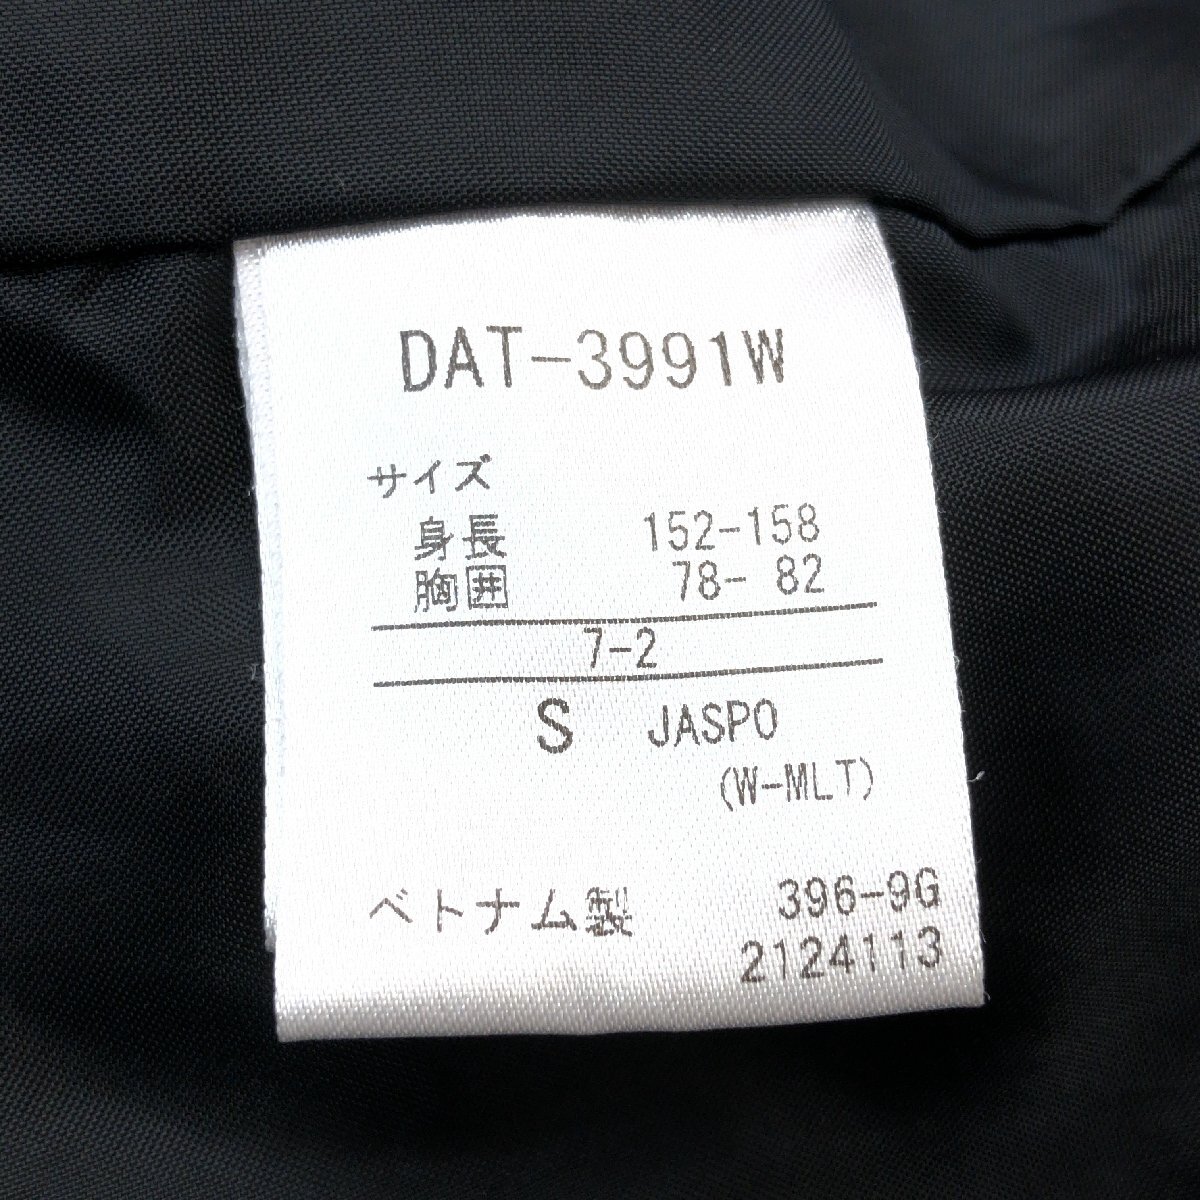 DAT-3991W
サイズ
身長 152-158
胸囲 78- 82
7-2
S JASPO
(W-MLT)
ベトナム製 396-9G
2124113